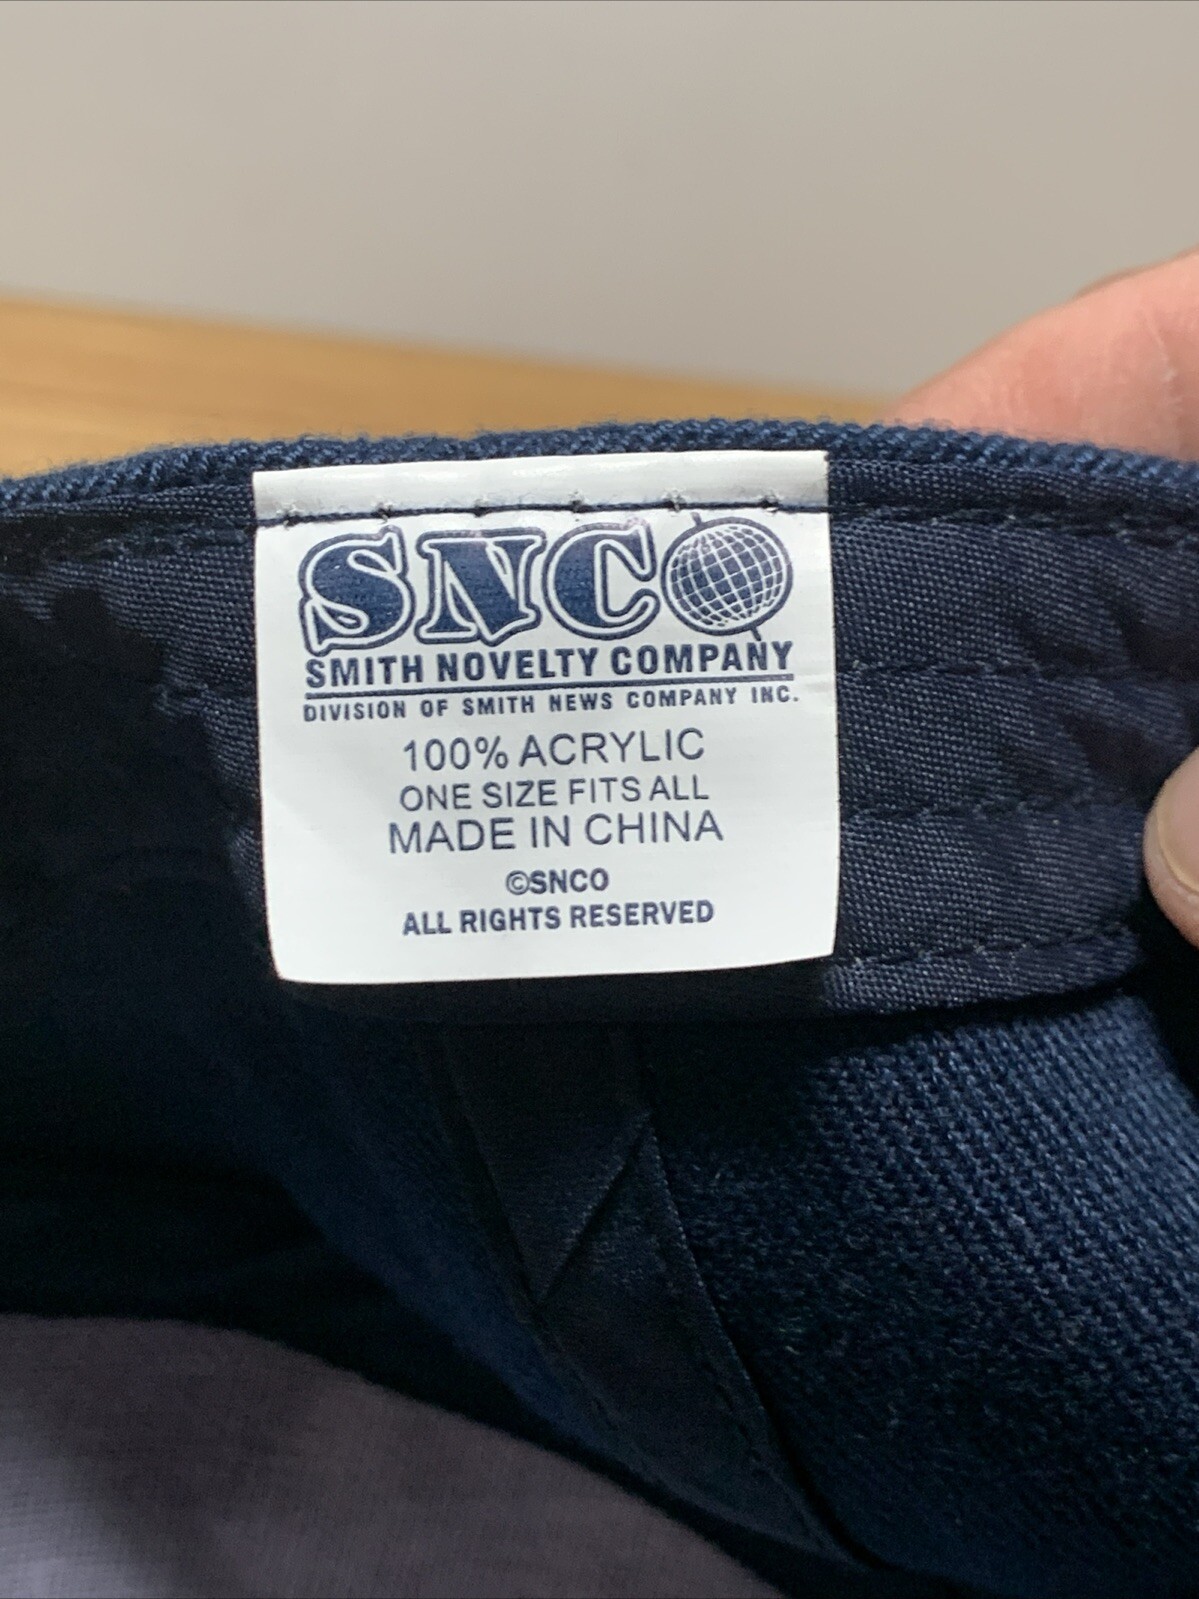 SNCO
SMITH NOVELTY COMPANY
DIVISION OF SMITH NEWS COMPANY INC.
100% ACRYLIC
ONE SIZE FITS ALL
MADE IN CHINA
©SNCO
ALL RIGHTS RESERVED